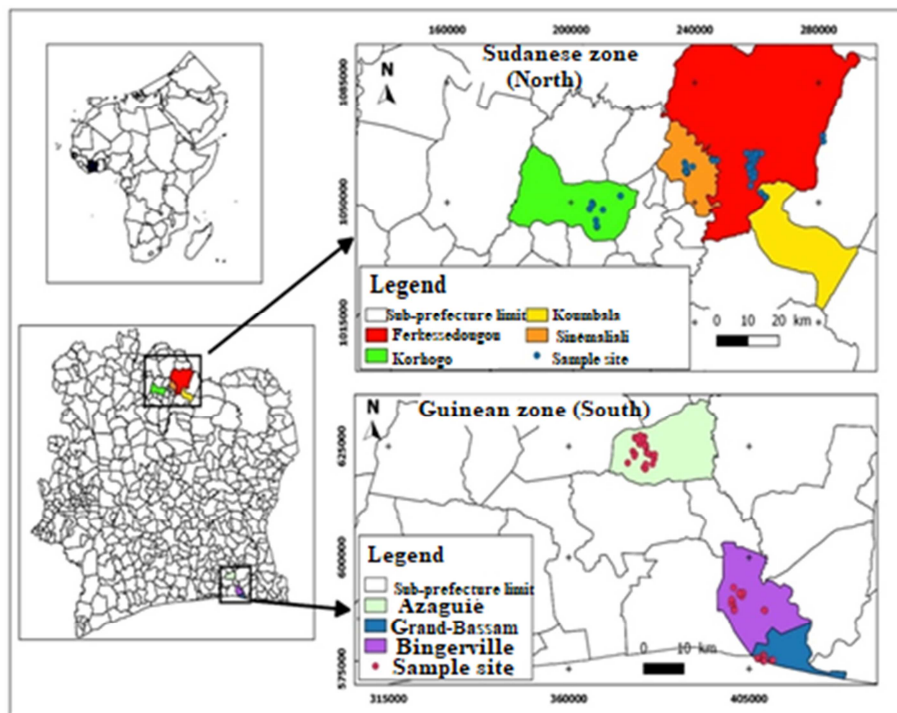 160000 200000 240000 280000
Sudanese zone
(North)
N
1085000
1050000
1015000
Legend
Sub-prefecture limit
Koumbala
Ferkessedougou
Sinemaliali
Korhogo
Sample site
0 10 20 km
Guinean zone (South)
N
625000
600000
575000
Legend
Sub-prefecture limit
Azaguié
Grand-Bassam
Bingerville
Sample site
0 10 km
315000 360000 405000